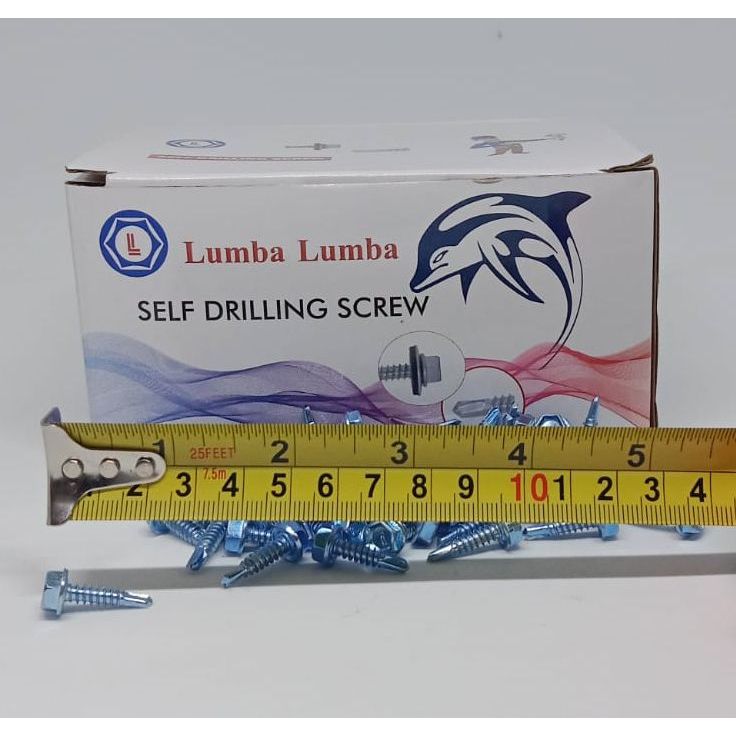 L
Lumba Lumba
SELF DRILLING SCREW
1 25FEET 2 3 4 5
7.5m
2 3 4 5 6 7 8 9 10 1 2 3 4